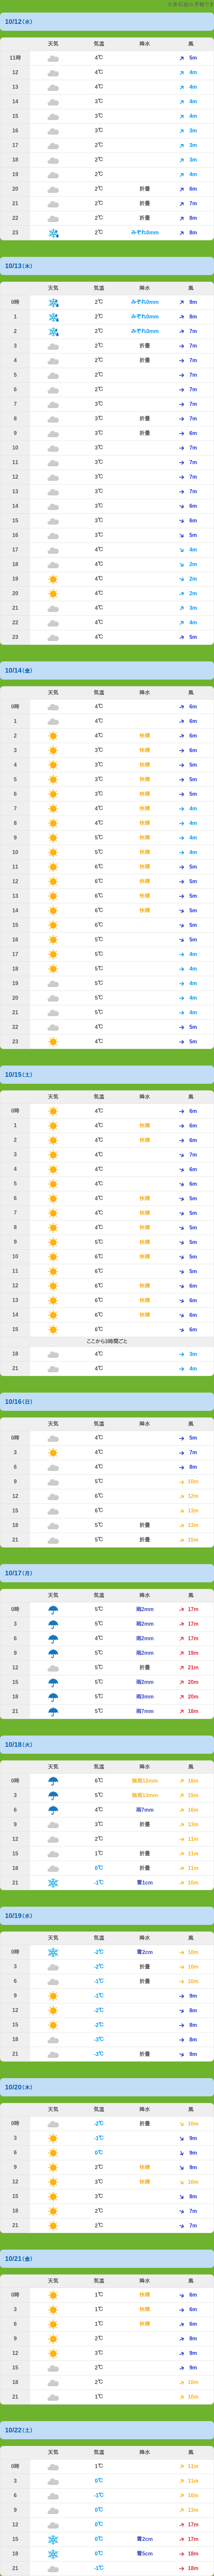 10/12（水）
天気 気温 降水 風
11時 4℃ 5m
12 4℃ 4m
13 4℃ 4m
14 3℃ 4m
15 3℃ 4m
16 3℃ 3m
17 2℃ 3m
18 2℃ 3m
19 2℃ 4m
20 2℃ 折畳 6m
21 2℃ 折畳 7m
22 2℃ 折畳 8m
23 2℃ みぞれ0mm 8m
10/13（木）
天気 気温 降水 風
0時 2℃ みぞれ0mm 9m
1 2℃ みぞれ0mm 8m
2 2℃ みぞれ0mm 7m
3 2℃ 折畳 7m
4 2℃ 折畳 7m
5 2℃ 7m
6 2℃ 7m
7 3℃ 7m
8 3℃ 折畳 7m
9 3℃ 折畳 6m
10 3℃ 7m
11 3℃ 7m
12 3℃ 7m
13 3℃ 7m
14 3℃ 6m
15 3℃ 6m
16 3℃ 5m
17 4℃ 4m
18 4℃ 2m
19 4℃ 2m
20 4℃ 2m
21 4℃ 3m
22 4℃ 4m
23 4℃ 5m
10/14（金）
天気 気温 降水 風
0時 4℃ 6m
1 4℃ 6m
2 4℃ 快晴 6m
3 3℃ 快晴 6m
4 3℃ 快晴 5m
5 3℃ 快晴 5m
6 3℃ 快晴 5m
7 4℃ 快晴 4m
8 4℃ 快晴 4m
9 5℃ 快晴 4m
10 5℃ 快晴 4m
11 6℃ 快晴 5m
12 6℃ 快晴 5m
13 6℃ 快晴 5m
14 6℃ 快晴 5m
15 6℃ 6m
16 5℃ 5m
17 5℃ 4m
18 5℃ 4m
19 5℃ 4m
20 5℃ 4m
21 5℃ 4m
22 4℃ 5m
23 4℃ 5m
10/15（土）
天気 気温 降水 風
0時 4℃ 6m
1 4℃ 快晴 6m
2 4℃ 快晴 6m
3 4℃ 7m
4 4℃ 6m
5 4℃ 6m
6 4℃ 快晴 5m
7 4℃ 快晴 5m
8 4℃ 快晴 5m
9 5℃ 快晴 5m
10 6℃ 快晴 5m
11 6℃ 5m
12 6℃ 快晴 6m
13 6℃ 快晴 6m
14 6℃ 快晴 6m
15 6℃ 6m
ここから3時間ごと
18 4℃ 3m
21 4℃ 4m
10/16（日）
天気 気温 降水 風
0時 4℃ 5m
3 4℃ 7m
6 4℃ 8m
9 5℃ 10m
12 6℃ 12m
15 6℃ 13m
18 5℃ 折畳 13m
21 5℃ 折畳 15m
10/17（月）
天気 気温 降水 風
0時 5℃ 雨2mm 17m
3 5℃ 雨2mm 17m
6 4℃ 雨2mm 17m
9 5℃ 雨2mm 19m
12 5℃ 折畳 21m
15 5℃ 雨2mm 20m
18 5℃ 雨3mm 20m
21 5℃ 雨7mm 18m
10/18（火）
天気 気温 降水 風
0時 6℃ 強雨12mm 16m
3 5℃ 強雨13mm 15m
6 4℃ 雨7mm 16m
9 3℃ 折畳 13m
12 2℃ 11m
15 1℃ 折畳 11m
18 0℃ 折畳 11m
21 -1℃ 雪1cm 10m
10/19（水）
天気 気温 降水 風
0時 -2℃ 雪2cm 10m
3 -2℃ 折畳 10m
6 -1℃ 折畳 10m
9 -1℃ 9m
12 -2℃ 8m
15 -2℃ 8m
18 -3℃ 8m
21 -3℃ 折畳 9m
10/20（木）
天気 気温 降水 風
0時 -2℃ 折畳 10m
3 -1℃ 9m
6 0℃ 9m
9 2℃ 快晴 9m
12 3℃ 快晴 10m
15 3℃ 8m
18 2℃ 7m
21 2℃ 7m
10/21（金）
天気 気温 降水 風
0時 1℃ 快晴 6m
3 1℃ 快晴 6m
6 1℃ 快晴 6m
9 2℃ 8m
12 3℃ 9m
15 2℃ 9m
18 2℃ 10m
21 1℃ 10m
10/22（土）
天気 気温 降水 風
0時 1℃ 11m
3 0℃ 11m
6 -1℃ 10m
9 0℃ 13m
12 0℃ 17m
15 0℃ 雪2cm 17m
18 0℃ 雪5cm 18m
21 -1℃ 18m